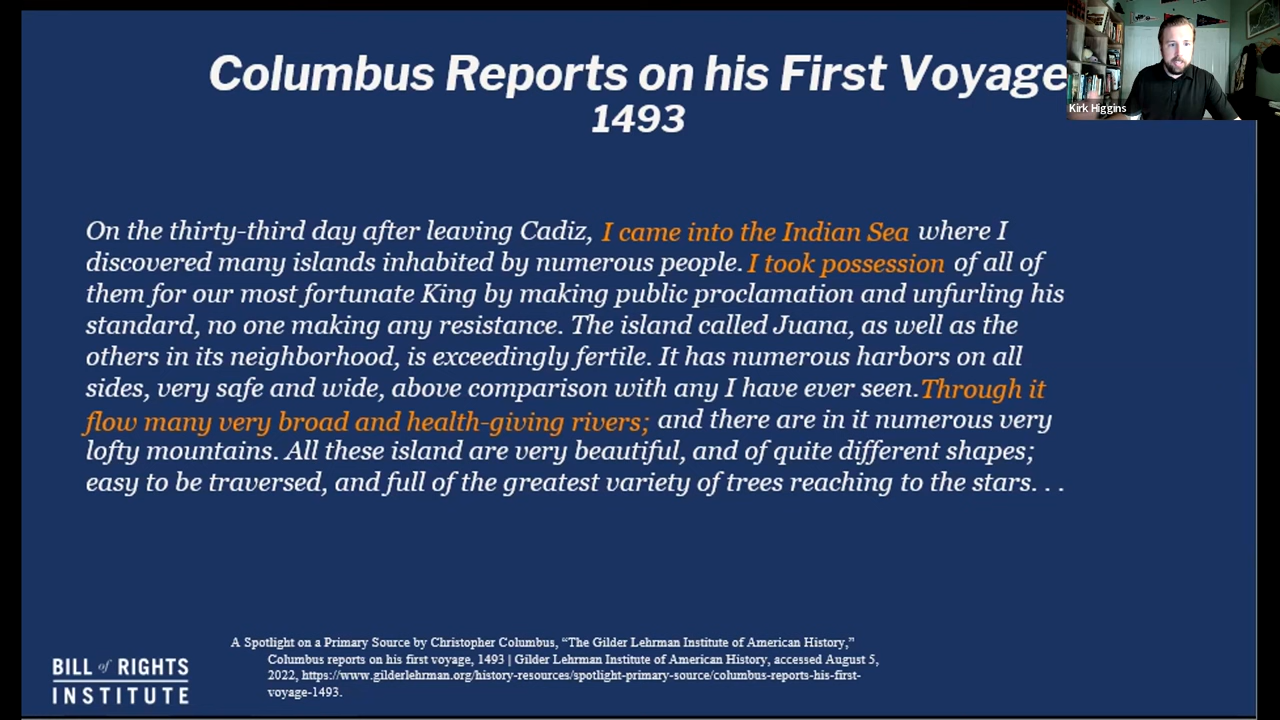 Columbus Reports on his First Voyage
1493
Kirk Higgins
On the thirty-third day after leaving Cadiz, I came into the Indian Sea where I
discovered many islands inhabited by numerous people. I took possession of all of
them for our most fortunate King by making public proclamation and unfurling his
standard, no one making any resistance. The island called Juana, as well as the
others in its neighborhood, is exceedingly fertile. It has numerous harbors on all
sides, very safe and wide, above comparison with any I have ever seen. Through it
flow many very broad and health-giving rivers; and there are in it numerous very
lofty mountains. All these island are very beautiful, and of quite different shapes;
easy to be traversed, and full of the greatest variety of trees reaching to the stars. . .
A Spotlight on a Primary Source by Christopher Columbus, “The Gilder Lehrman Institute of American History,”
Columbus reports on his first voyage, 1493 | Gilder Lehrman Institute of American History, accessed August 5,
2022, https://www.gilderlehrman.org/history-resources/spotlight-primary-source/columbus-reports-his-first-
voyage-1493.
BILL of RIGHTS
INSTITUTE